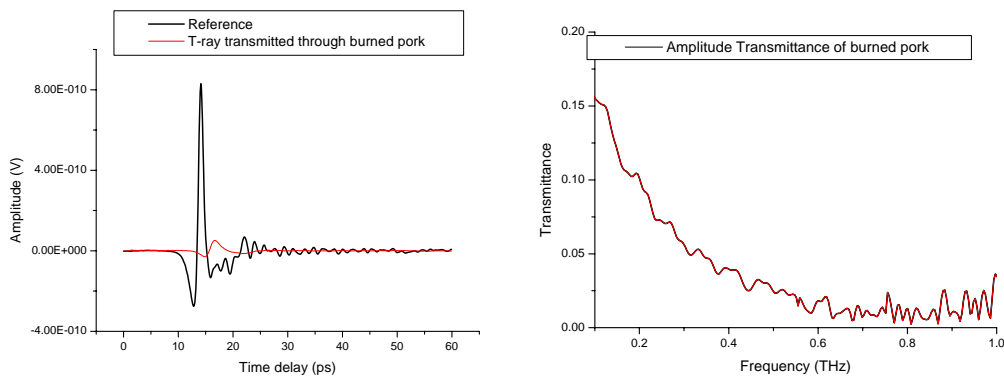 Reference
T-ray transmitted through burned pork
8.00E-010
4.00E-010
0.00E+000
-4.00E-010
Amplitude (V)
0 10 20 30 40 50 60
Time delay (ps)
Amplitude Transmittance of burned pork
0.20
0.15
0.10
0.05
0.00
Transmittance
0.2 0.4 0.6 0.8 1.0
Frequency (THz)